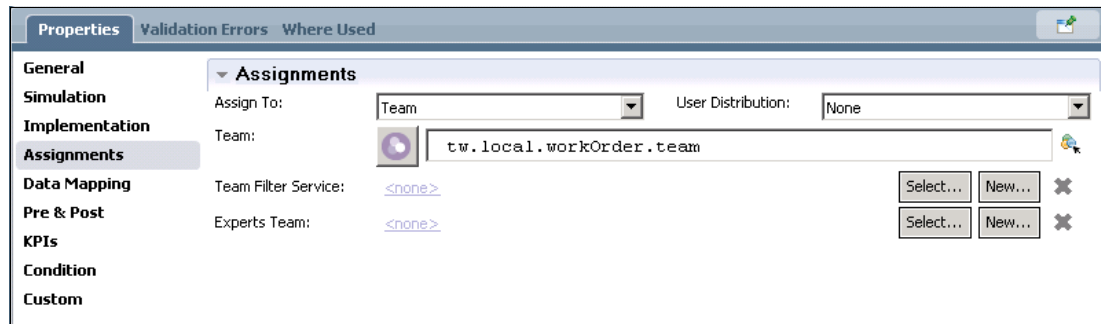 Properties Validation Errors Where Used
General
Simulation
Implementation
Assignments
Data Mapping
Pre & Post
KPIs
Condition
Custom
Assignments
Assign To: Team User Distribution: None
Team: tw.local.workOrder.team
Team Filter Service: <none> Select... New...
Experts Team: <none> Select... New...